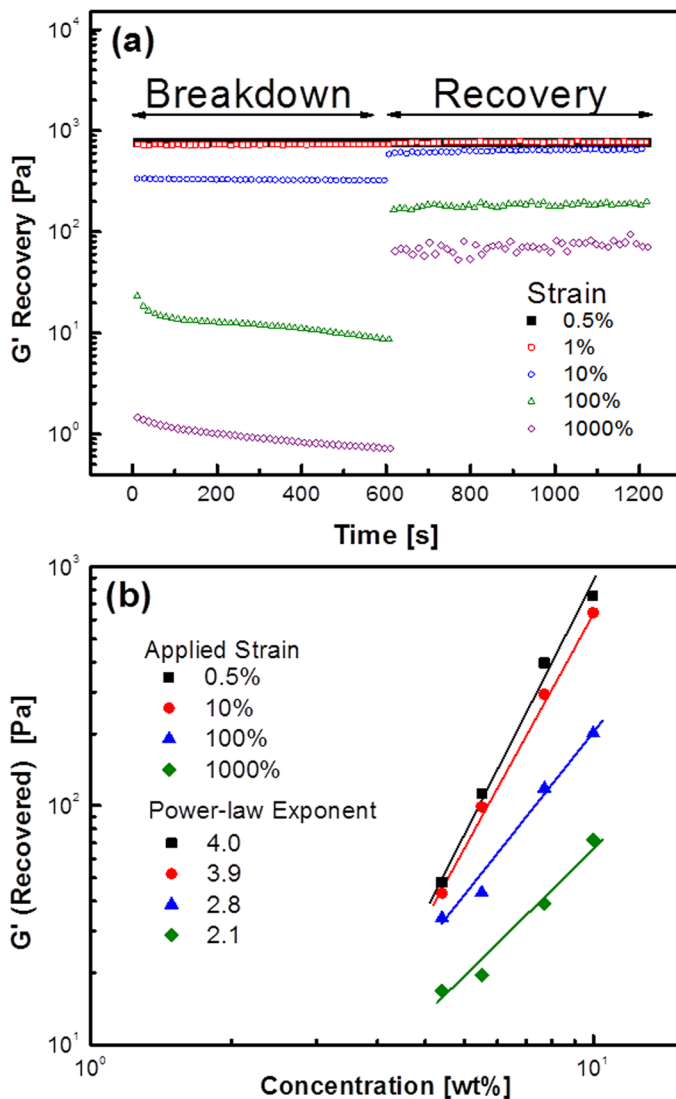 (a)
Breakdown Recovery
G' Recovery [Pa]
10⁴
10³
10²
10¹
10⁰
Strain
0.5%
1%
10%
100%
1000%
0 200 400 600 800 1000 1200
Time [s]
(b)
G' (Recovered) [Pa]
10³
10²
10¹
Applied Strain
0.5%
10%
100%
1000%
Power-law Exponent
4.0
3.9
2.8
2.1
10⁰ 10¹
Concentration [wt%]